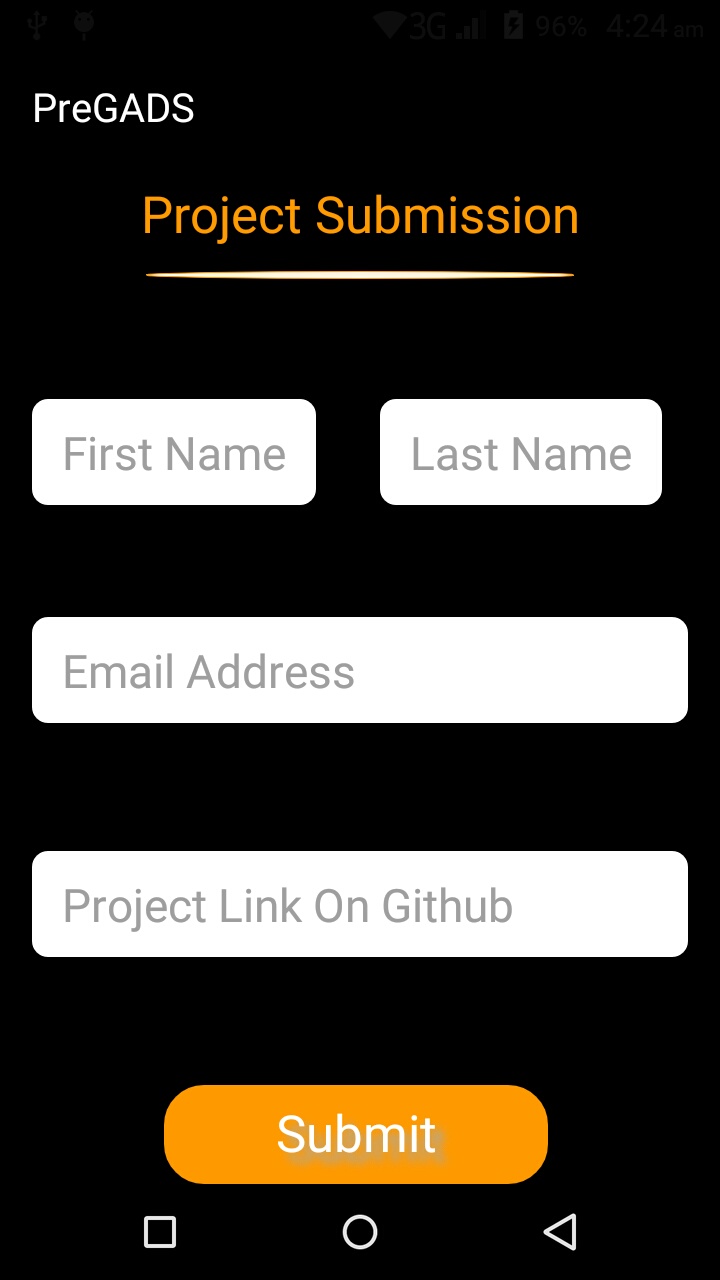 3G 96% 4:24 am
PreGADS
Project Submission
First Name Last Name
Email Address
Project Link On Github
Submit